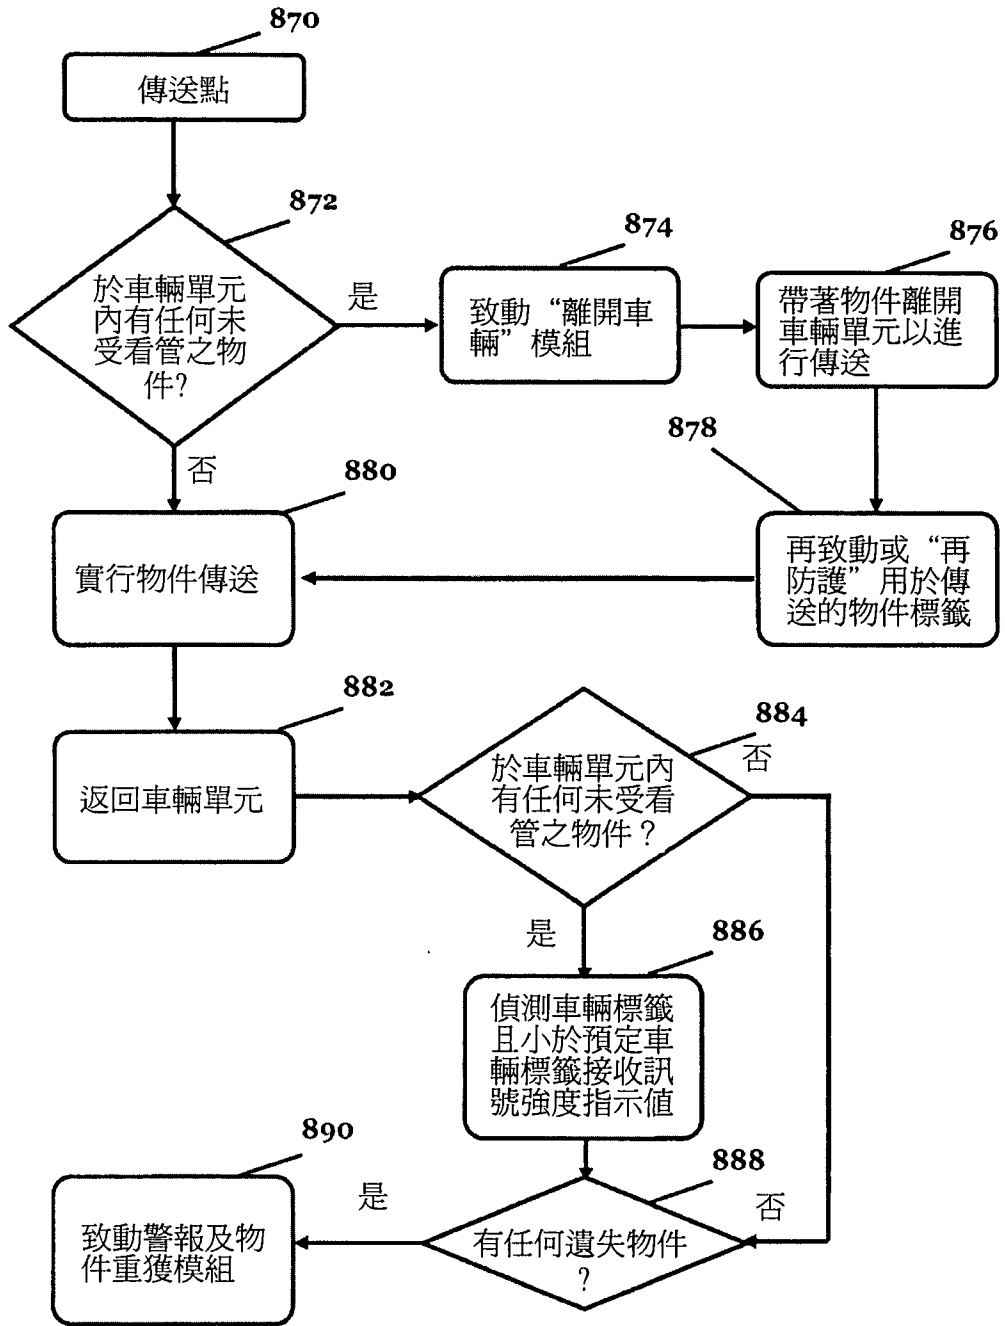 870
傳送點
872
於車輛單元
內有任何未
受看管之物
件?
是
874
致動“離開車
輛”模組
876
帶著物件離開
車輛單元以進
行傳送
878
再致動或“再
防護”用於傳
送的物件標籤
否
880
實行物件傳送
882
返回車輛單元
884
於車輛單元內
有任何未受看
管之物件？
否
是
886
偵測車輛標籤
且小於預定車
輛標籤接收訊
號強度指示值
888
有任何遺失物件
?
否
是
890
致動警報及物
件重獲模組